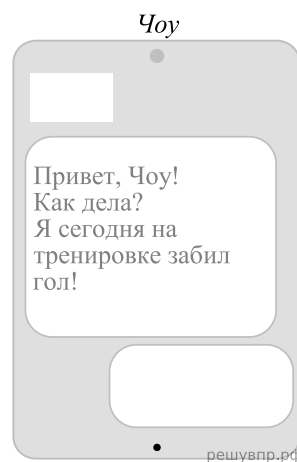 Чоу
Привет, Чоу!
Как дела?
Я сегодня на
тренировке забил
гол!
решувпр.рф